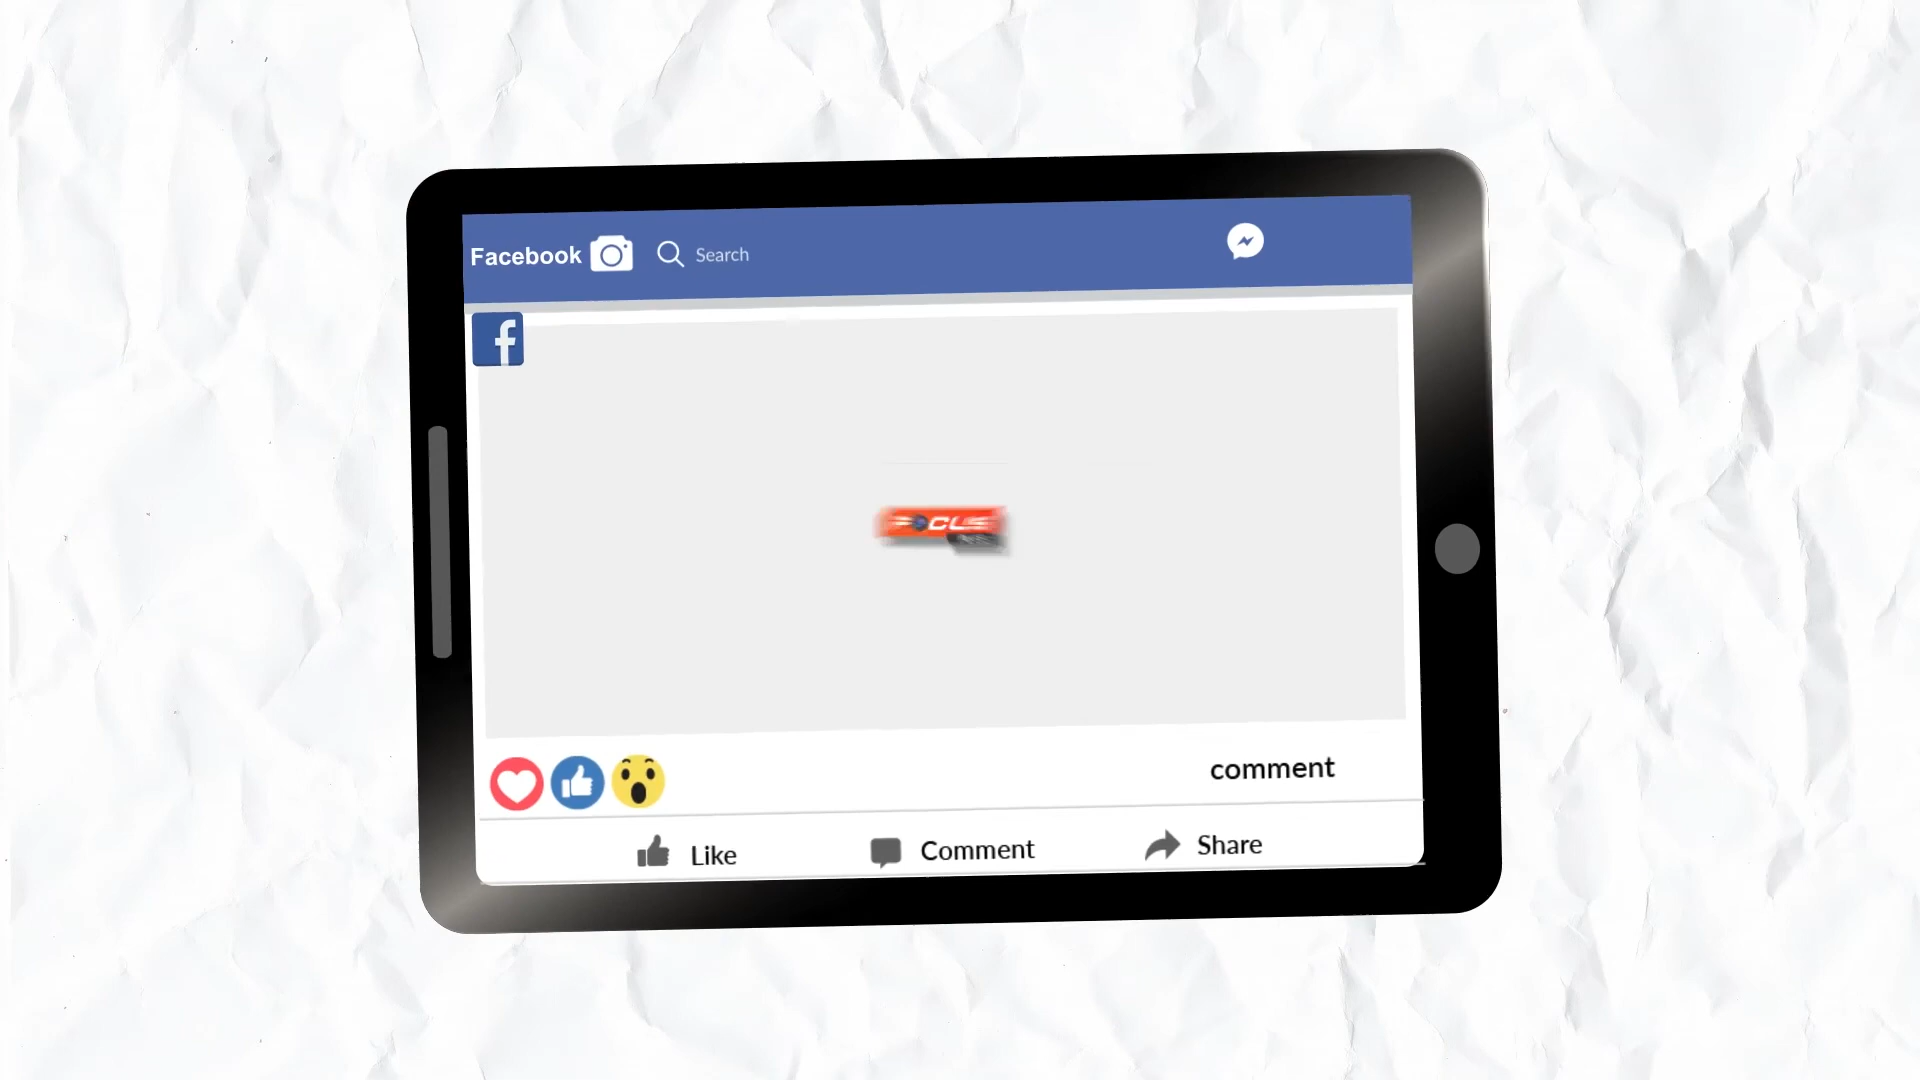 Facebook
Search
comment
Like
Comment
Share